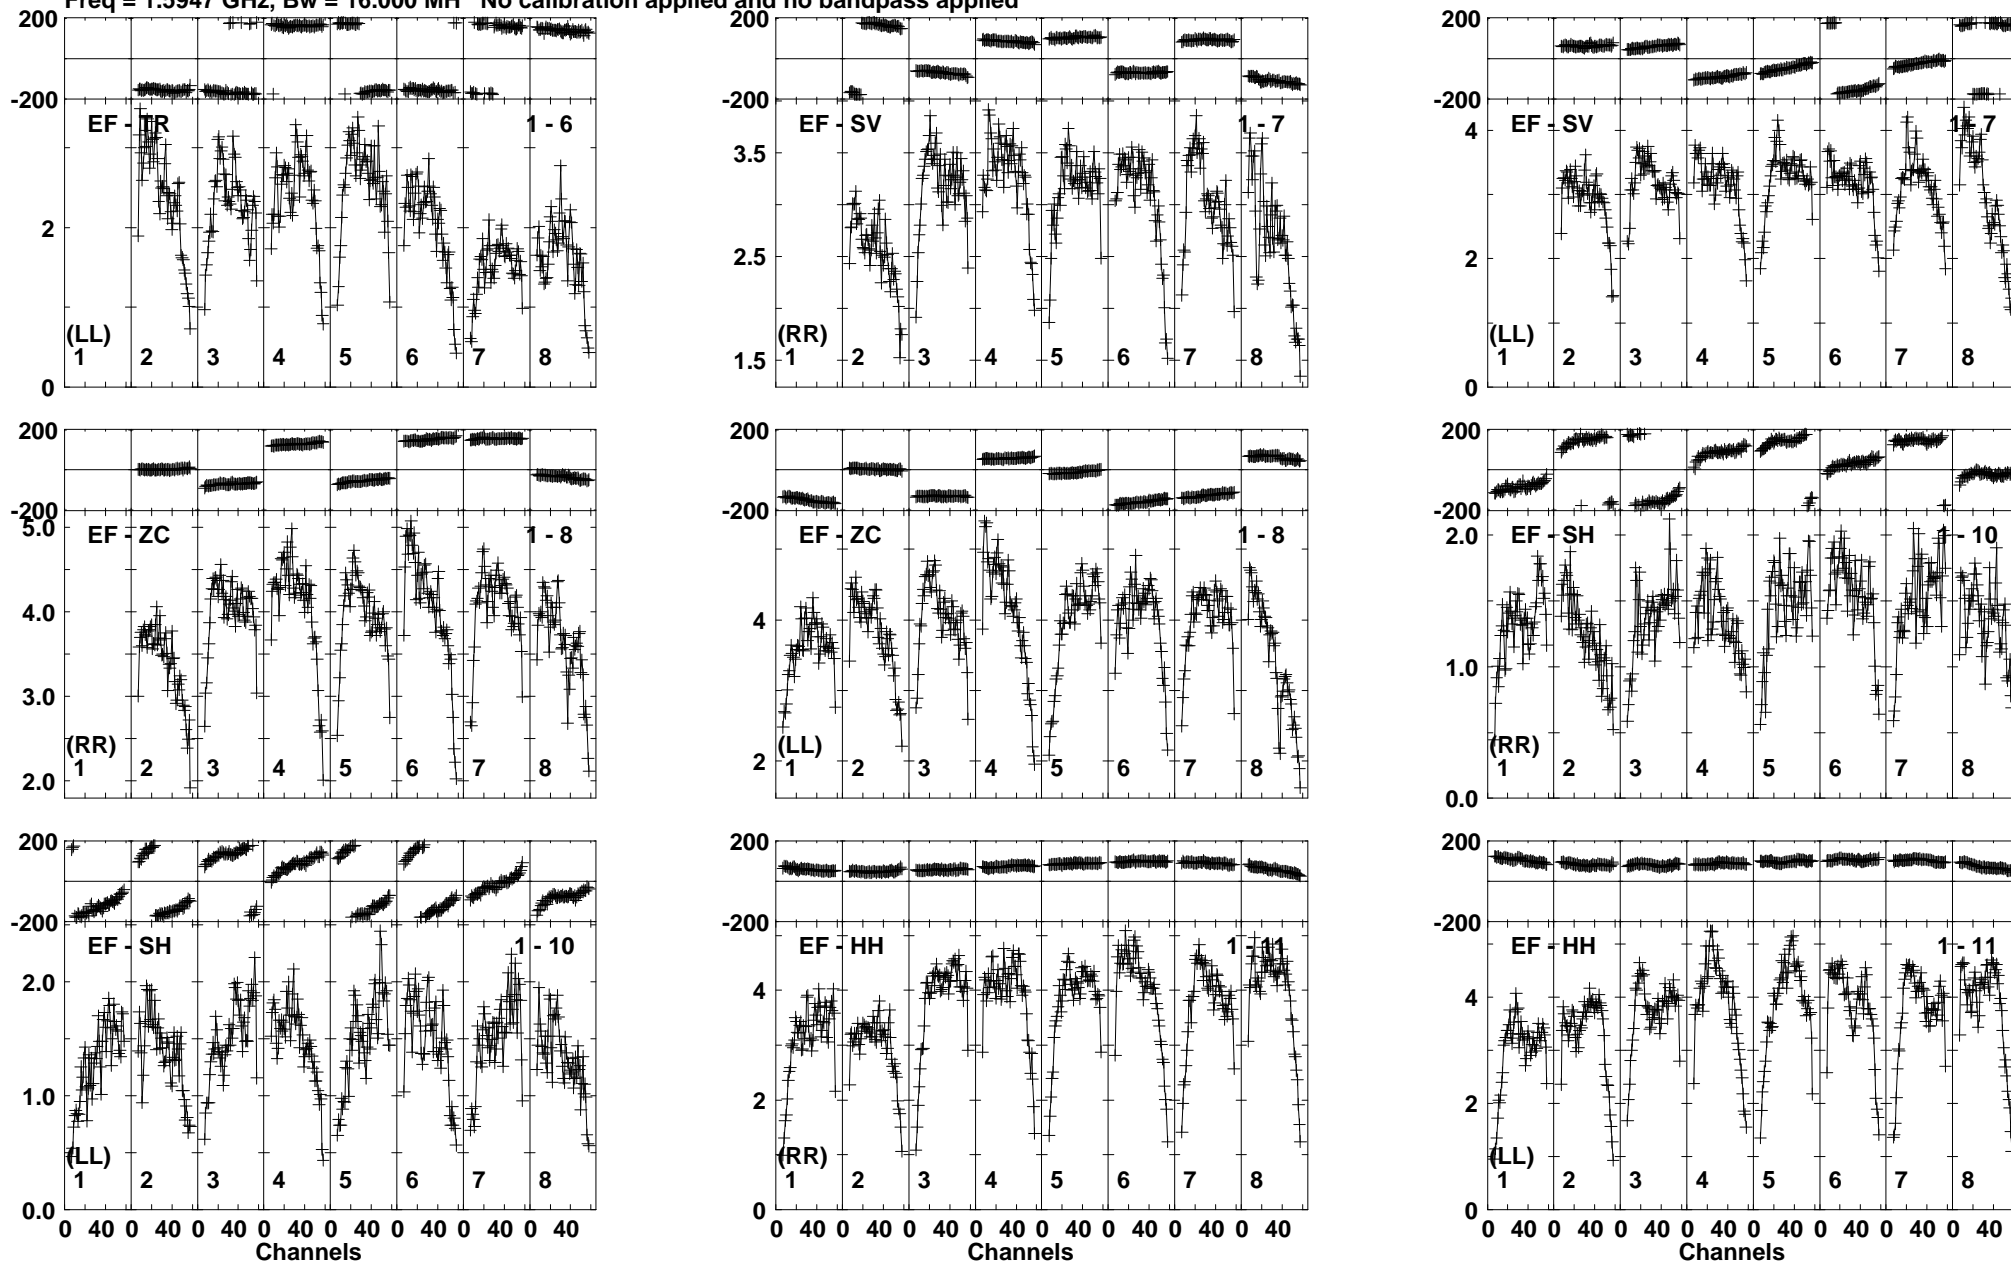 Freq = 1.5947 GHz, Bw = 16.000 MH No calibration applied and no bandpass applied
200 200 200
-200 -200 -200
EF - TR 1 - 6 EF - SV 1 - 7 EF - SV 1 - 7
4
3.5
2 2.5 2
(LL) (RR) (LL)
1 2 3 4 5 6 7 8 1 2 3 4 5 6 7 8 1 2 3 4 5 6 7 8
0 1.5 0
200 200 200
-200 -200 -200
5.0 EF - ZC 1 - 8 EF - ZC 1 - 8 EF - SH 1 - 10
2.0
4.0 4
3.0 1.0
(RR) (LL) (RR)
1 2 3 4 5 6 7 8 1 2 3 4 5 6 7 8 1 2 3 4 5 6 7 8
2.0 2 0.0
200 200 200
-200 -200 -200
EF - SH 1 - 10 EF - HH 1 - 11 EF - HH 1 - 11
2.0 4 4
1.0 2 2
(LL) (RR) (LL)
1 2 3 4 5 6 7 8 1 2 3 4 5 6 7 8 1 2 3 4 5 6 7 8
0.0 0 0
0 40 0 40 0 40 0 40 0 40 0 40 0 40 0 40 0 40 0 40 0 40 0 40 0 40 0 40 0 40 0 40 0 40 0 40 0 40 0 40 0 40 0 40 0 40 0 40
Channels Channels Channels